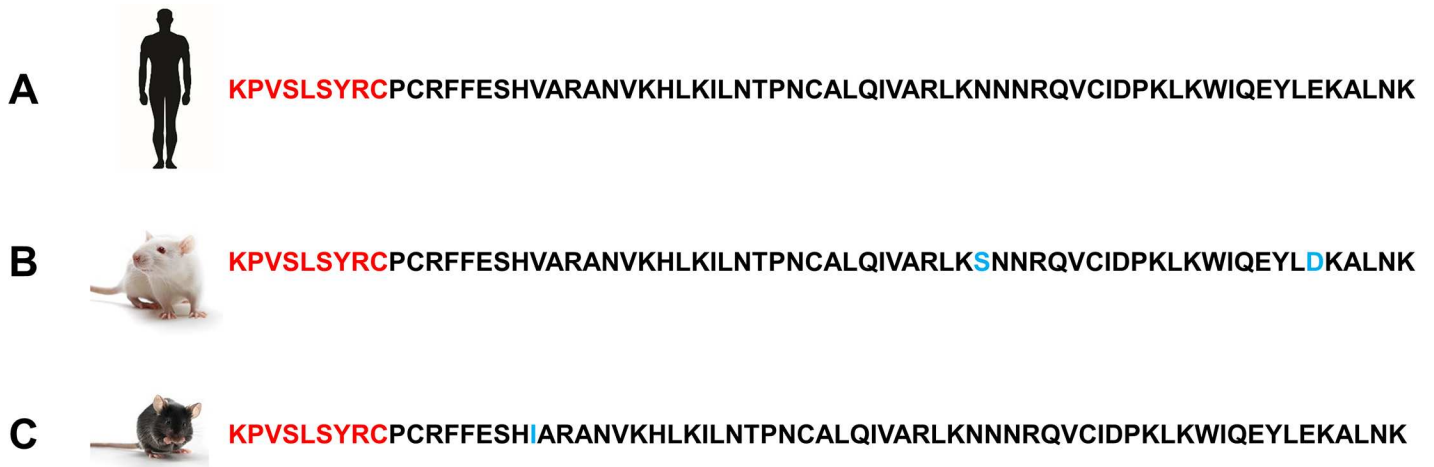 A KPVSLSYRCPCRFFESHVARANVKHLKILNTPNCALQIVARLKNNNRQVCIDPKLKWIQEYLEKALNK
B KPVSLSYRCPCRFFESHVARANVKHLKILNTPNCALQIVARLKSNNRQVCIDPKLKWIQEYLDKALNK
C KPVSLSYRCPCRFFESHIARANVKHLKILNTPNCALQIVARLKNNNRQVCIDPKLKWIQEYLEKALNK